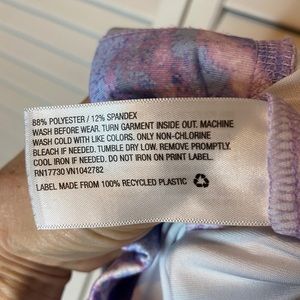 88% POLYESTER / 12% SPANDEX
WASH BEFORE WEAR. TURN GARMENT INSIDE OUT. MACHINE
WASH COLD WITH LIKE COLORS. ONLY NON-CHLORINE
BLEACH IF NEEDED. TUMBLE DRY LOW. REMOVE PROMPTLY.
COOL IRON IF NEEDED. DO NOT IRON ON PRINT LABEL.
RN17730 VN1042782
LABEL MADE FROM 100% RECYCLED PLASTIC